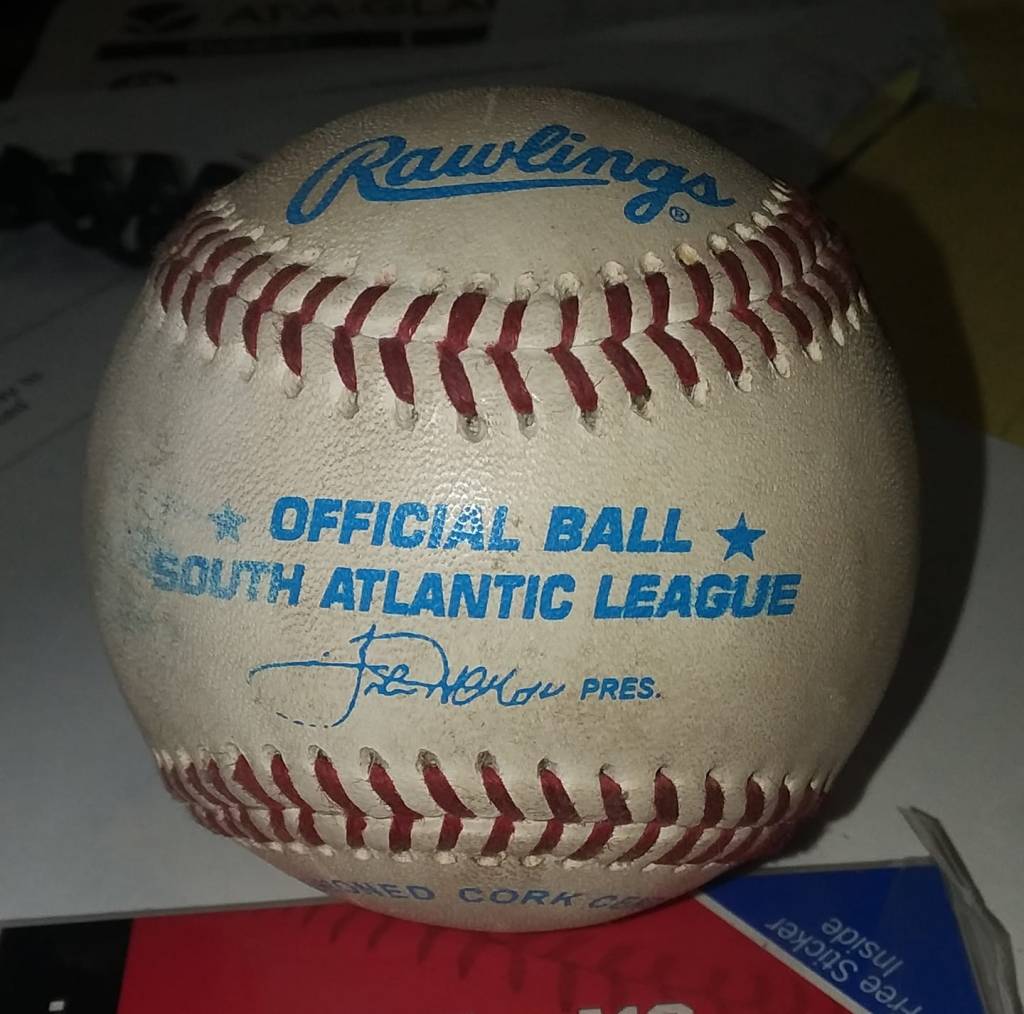 Rawlings®
OFFICIAL BALL
SOUTH ATLANTIC LEAGUE
PRES.
CORK
Free Sticker
Inside